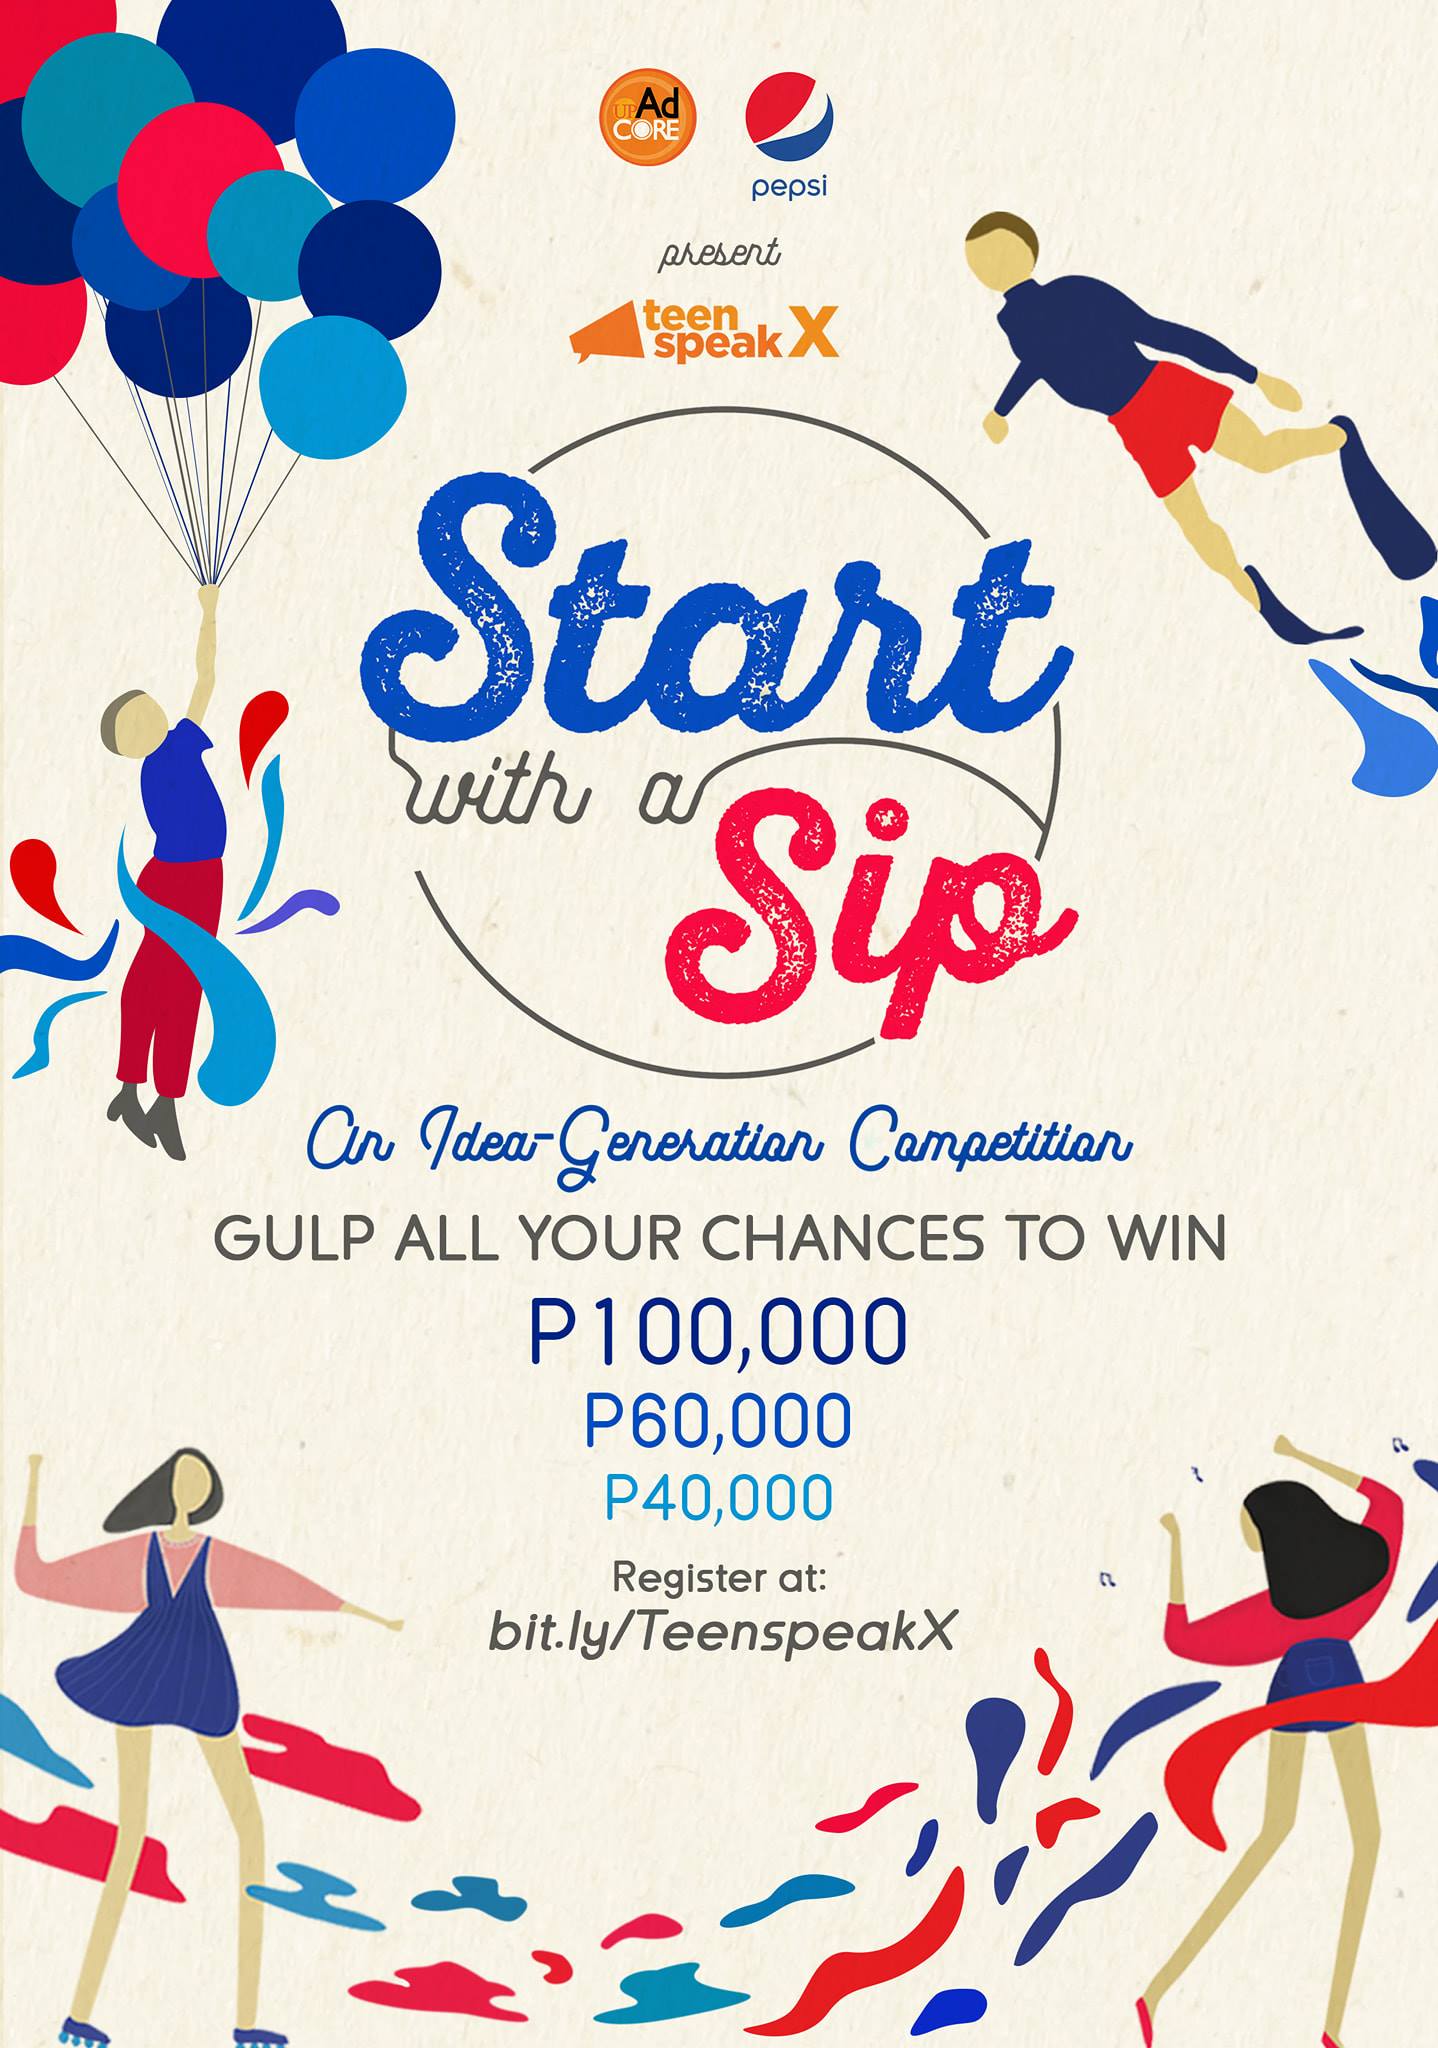 UP Ad
CORE
pepsi
present
teen
speak X
Start
with a
Sip
An Idea-Generation Competition
GULP ALL YOUR CHANCES TO WIN
P100,000
P60,000
P40,000
Register at:
bit.ly/TeenspeakX